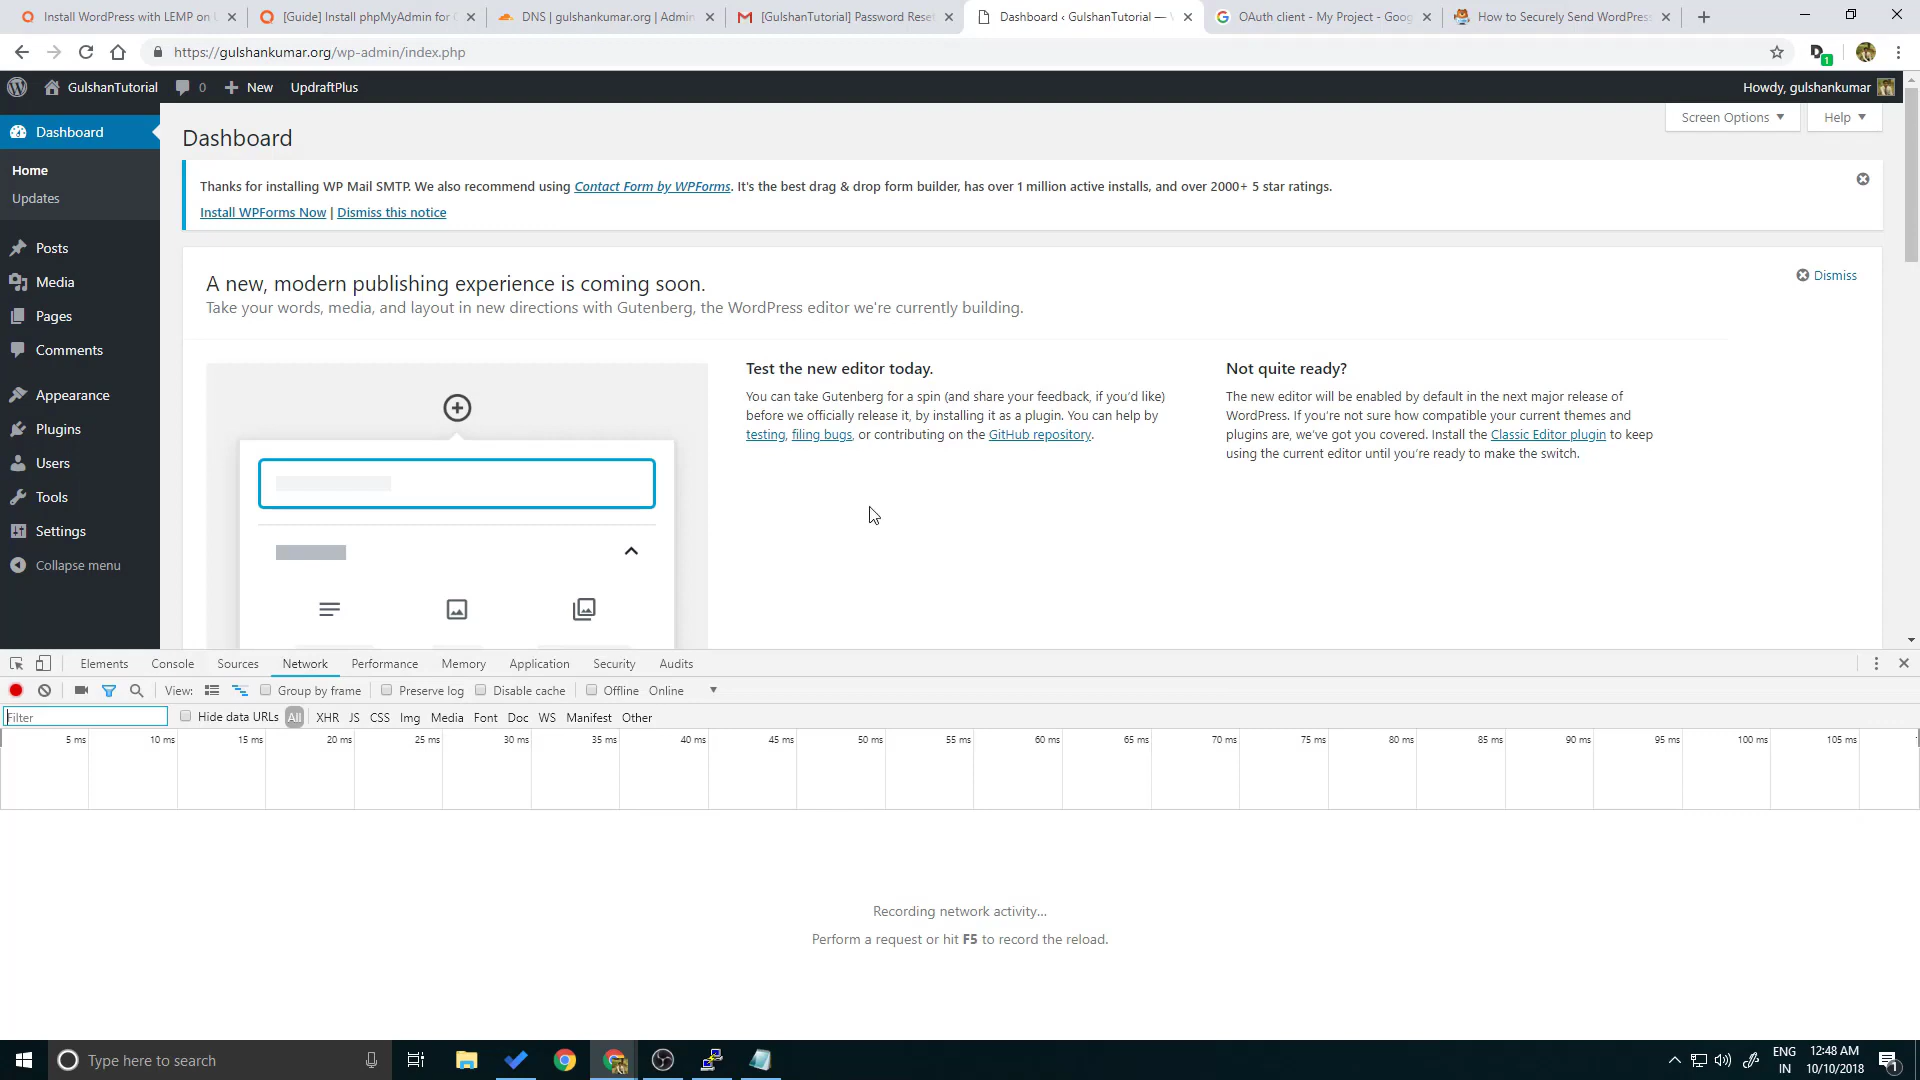 Install WordPress with LEMP on U
[Guide] Install phpMyAdmin for C
DNS | gulshankumar.org | Admin
[GulshanTutorial] Password Reset
Dashboard ‹ GulshanTutorial — W
OAuth client - My Project - Goog
How to Securely Send WordPress
https://gulshankumar.org/wp-admin/index.php
1
GulshanTutorial
0
New
UpdraftPlus
Howdy, gulshankumar
Dashboard
Home
Updates
Posts
Media
Pages
Comments
Appearance
Plugins
Users
Tools
Settings
Collapse menu
Screen Options
Help
Dashboard
Thanks for installing WP Mail SMTP. We also recommend using Contact Form by WPForms. It's the best drag & drop form builder, has over 1 million active installs, and over 2000+ 5 star ratings.
Install WPForms Now | Dismiss this notice
A new, modern publishing experience is coming soon.
Dismiss
Take your words, media, and layout in new directions with Gutenberg, the WordPress editor we're currently building.
Test the new editor today.
You can take Gutenberg for a spin (and share your feedback, if you'd like)
before we officially release it, by installing it as a plugin. You can help by
testing, filing bugs, or contributing on the GitHub repository.
Not quite ready?
The new editor will be enabled by default in the next major release of
WordPress. If you're not sure how compatible your current themes and
plugins are, we've got you covered. Install the Classic Editor plugin to keep
using the current editor until you're ready to make the switch.
Elements Console Sources Network Performance Memory Application Security Audits
View: Group by frame Preserve log Disable cache Offline Online
Filter Hide data URLs All XHR JS CSS Img Media Font Doc WS Manifest Other
5 ms 10 ms 15 ms 20 ms 25 ms 30 ms 35 ms 40 ms 45 ms 50 ms 55 ms 60 ms 65 ms 70 ms 75 ms 80 ms 85 ms 90 ms 95 ms 100 ms 105 ms
Recording network activity...
Perform a request or hit F5 to record the reload.
Type here to search
ENG
IN
12:48 AM
10/10/2018
1